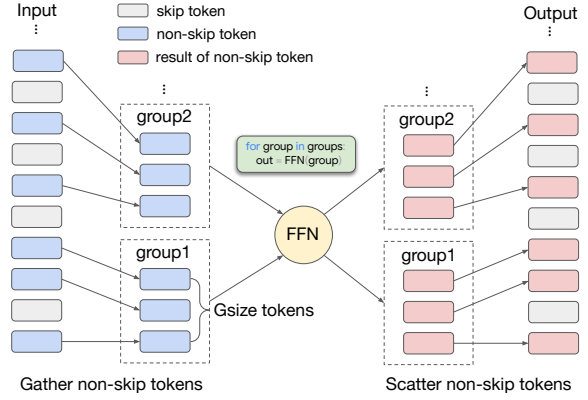 Input
...
skip token
non-skip token
result of non-skip token
Output
...
...
group2
for group in groups:
out = FFN(group)
...
group2
FFN
group1
Gsize tokens
group1
Gather non-skip tokens
Scatter non-skip tokens